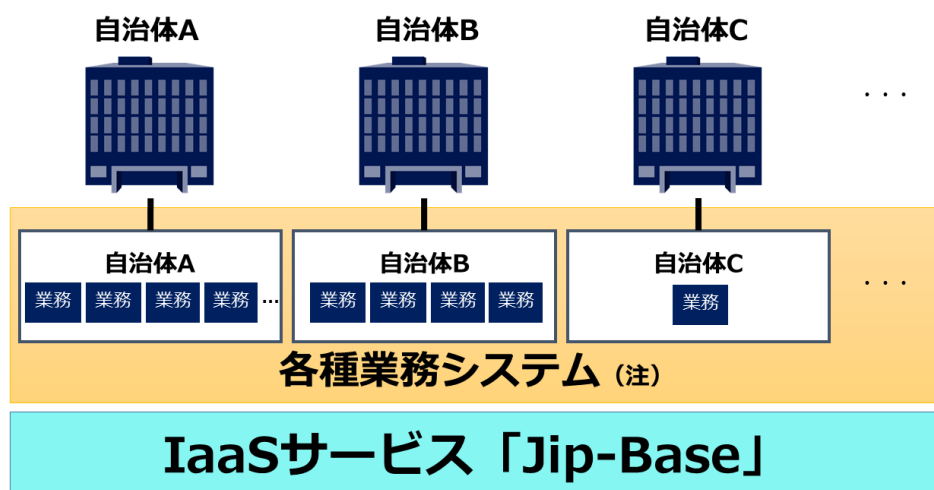 自治体A 自治体B 自治体C ・・・
自治体A 自治体B 自治体C ・・・
業務 業務 業務 業務 … 業務 業務 業務 業務 業務
各種業務システム（注）
IaaSサービス「Jip-Base」